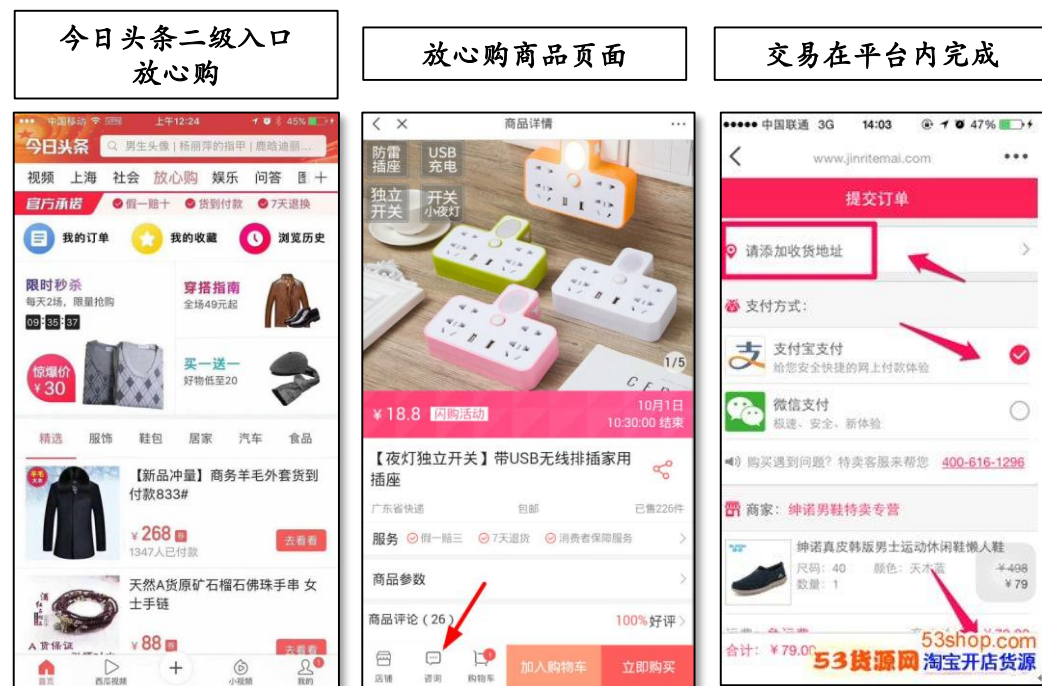 今日头条二级入口
放心购
放心购商品页面
交易在平台内完成
中国移动
上午12:24
45%
今日头条
男生头像 | 杨丽萍的指甲 | 鹿晗迪丽...
视频 上海 社会 放心购 娱乐 问答
官方承诺 假一赔十 货到付款 7天退换
我的订单 我的收藏 浏览历史
限时秒杀
每天2场，限量抢购
09:35:37
穿搭指南
全场49元起
惊爆价
¥30
买一送一
好物低至20
精选 服饰 鞋包 居家 汽车 食品
【新品冲量】商务羊毛外套货到
付款833#
¥268 券
1347人已付款
去看看
天然A货原矿石榴石佛珠手串 女
士手链
A货保证
¥88 券
去看看
首页 西瓜视频 小视频 我的
商品详情
防雷
插座
USB
充电
独立
开关
开关
小夜灯
1/5
¥18.8 闪购活动
10月1日
10:30:00 结束
【夜灯独立开关】带USB无线排插家用
插座
广东省快递 包邮 已售226件
服务 假一赔三 7天退货 消费者保障服务
商品参数
商品评论（26） 100%好评
店铺 咨询 购物车 1
加入购物车 立即购买
中国联通 3G 14:03 47%
www.jinritemai.com
提交订单
请添加收货地址
支付方式：
支付宝支付
给您安全快捷的网上付款体验
微信支付
极速、安全、新体验
购买遇到问题？特卖客服来帮您 400-616-1296
商家：绅诺男鞋特卖专营
绅诺真皮韩版男士运动休闲鞋懒人鞋
尺码：40 颜色：天木蓝 ¥498
数量：1 ¥79
合计：¥79.00
53shop.com
53货源网 淘宝开店货源